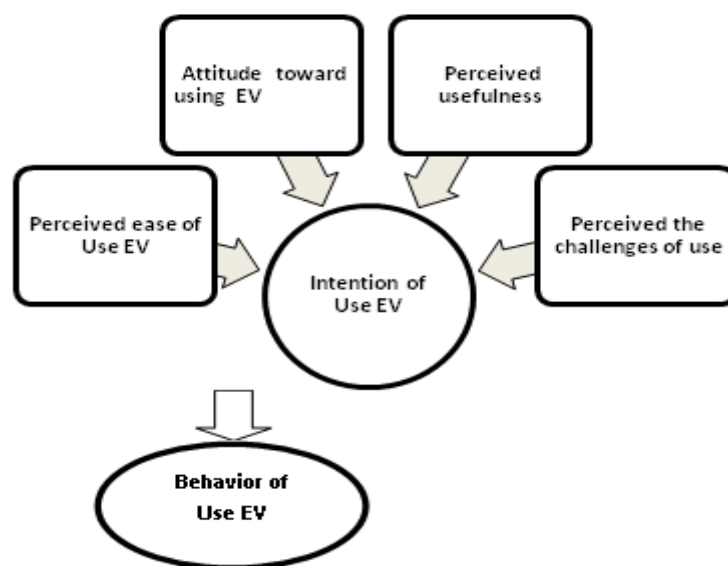 Attitude toward
using EV
Perceived
usefulness
Perceived ease of
Use EV
Perceived the
challenges of use
Intention of
Use EV
Behavior of
Use EV